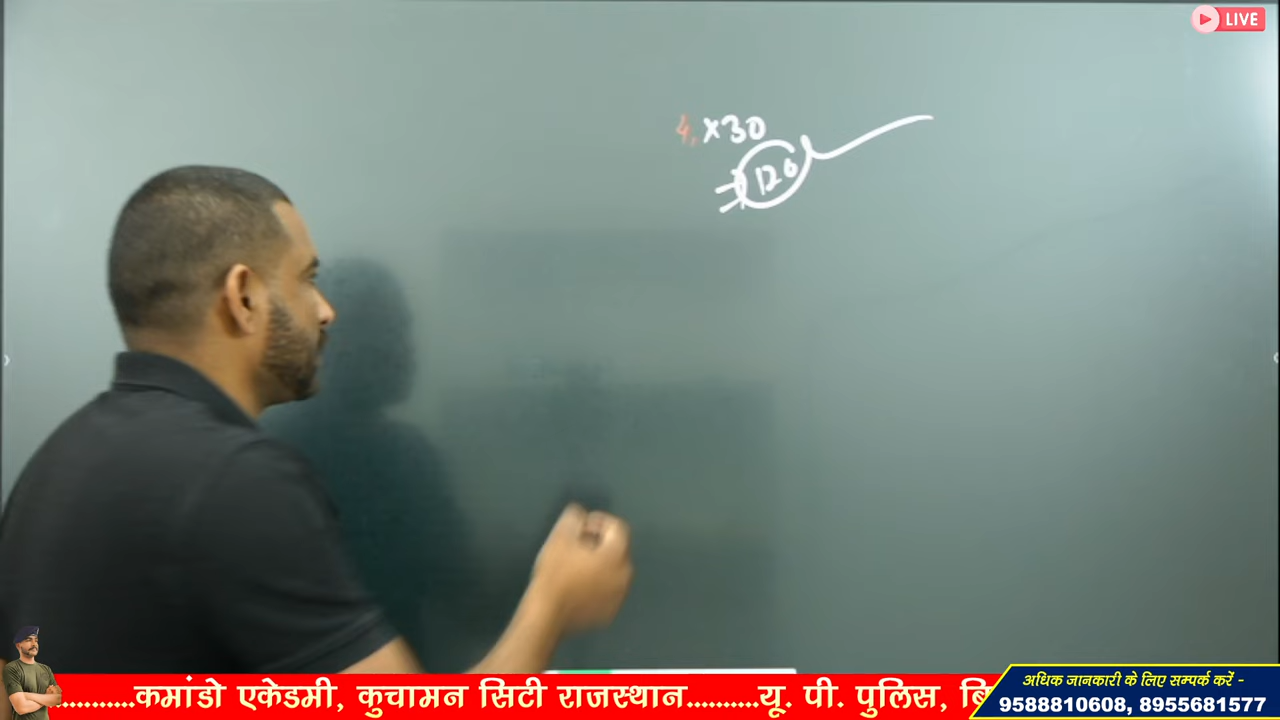 LIVE
4, ×30
120
..........कमांडो एकेडमी, कुचामन सिटी राजस्थान..........यू. पी. पुलिस, बि
अधिक जानकारी के लिए सम्पर्क करें -
9588810608, 8955681577